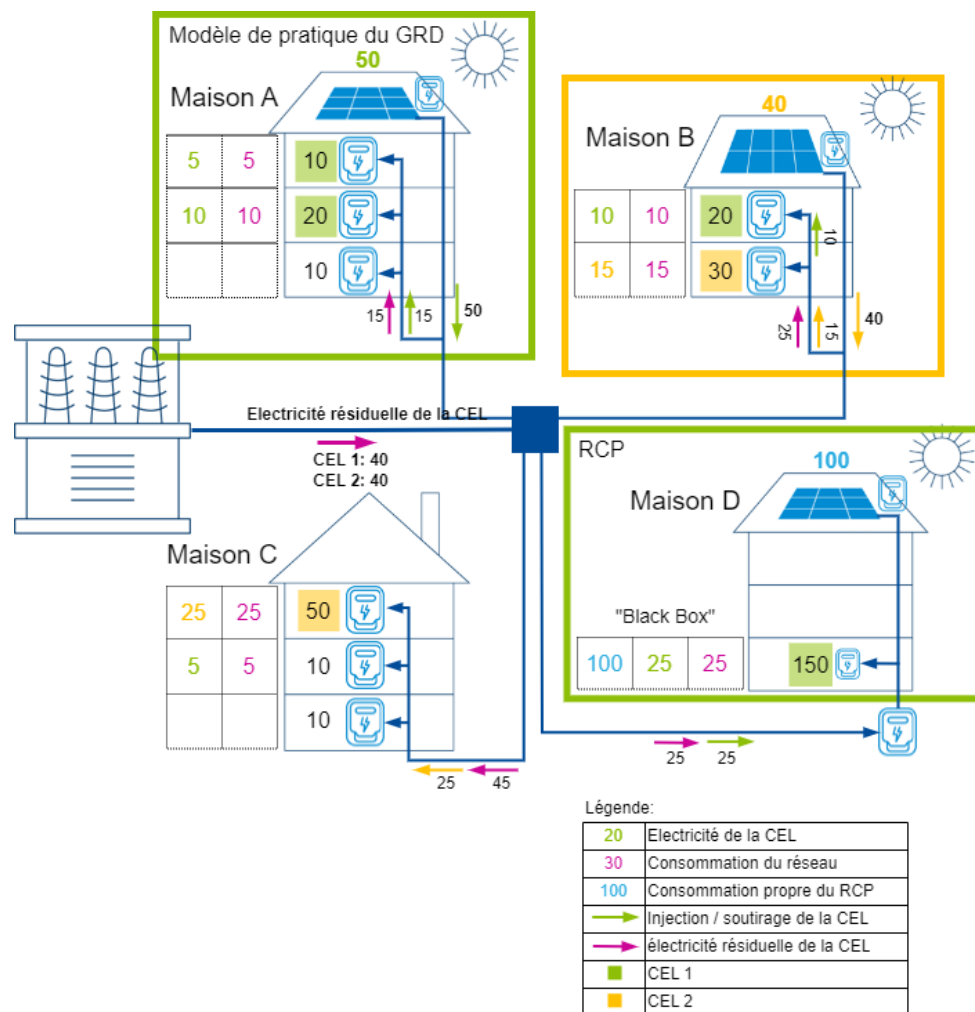 Modèle de pratique du GRD
50
Maison A
5 5 10
10 10 20
10
15 15 50
40
Maison B
10 10 20
10
15 15 30
25 15 40
Electricité résiduelle de la CEL
CEL 1: 40
CEL 2: 40
RCP
100
Maison D
"Black Box"
100 25 25 150
25 25
Maison C
25 25 50
5 5 10
10
25 45
Légende:
20 Electricité de la CEL
30 Consommation du réseau
100 Consommation propre du RCP
Injection / soutirage de la CEL
électricité résiduelle de la CEL
CEL 1
CEL 2